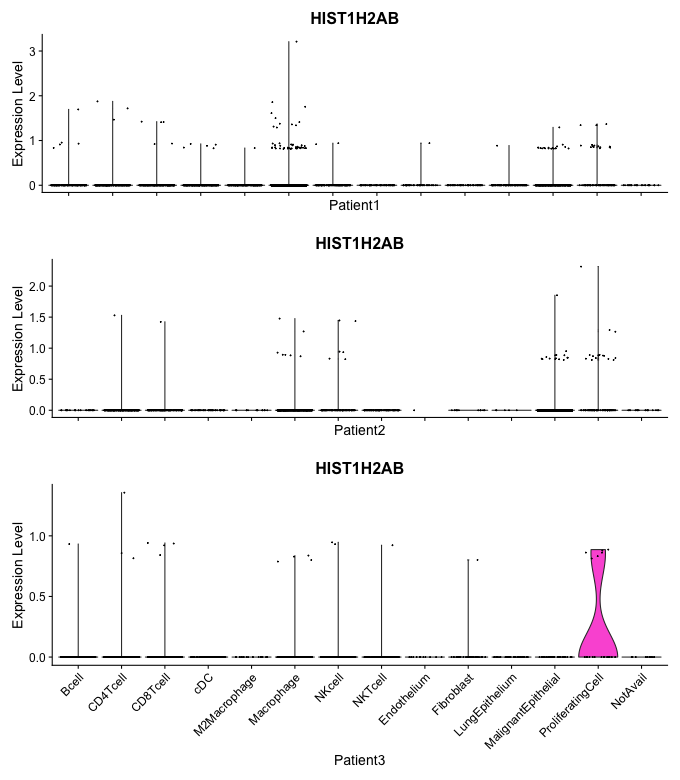 HIST1H2AB
Expression Level
3
2
1
0
Patient1
HIST1H2AB
Expression Level
2.0
1.5
1.0
0.5
0.0
Patient2
HIST1H2AB
Expression Level
1.0
0.5
0.0
Bcell
CD4Tcell
CD8Tcell
cDC
M2Macrophage
Macrophage
NKcell
NKTcell
Endothelium
Fibroblast
LungEpithelium
MalignantEpithelial
ProliferatingCell
NotAvail
Patient3